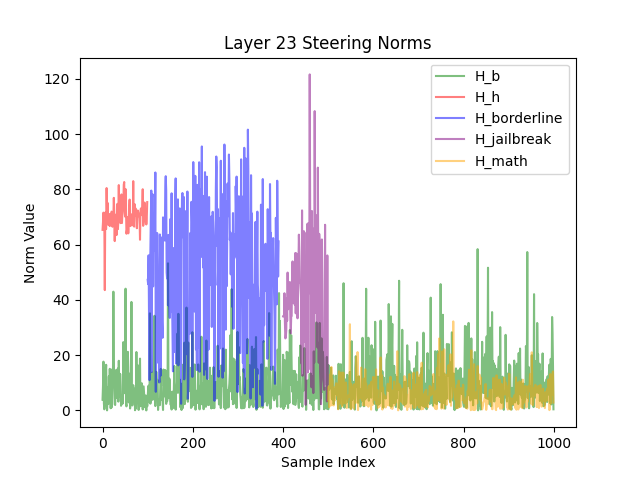 Layer 23 Steering Norms
H_b
H_h
H_borderline
H_jailbreak
H_math
Norm Value
120
100
80
60
40
20
0
0
200
400
600
800
1000
Sample Index